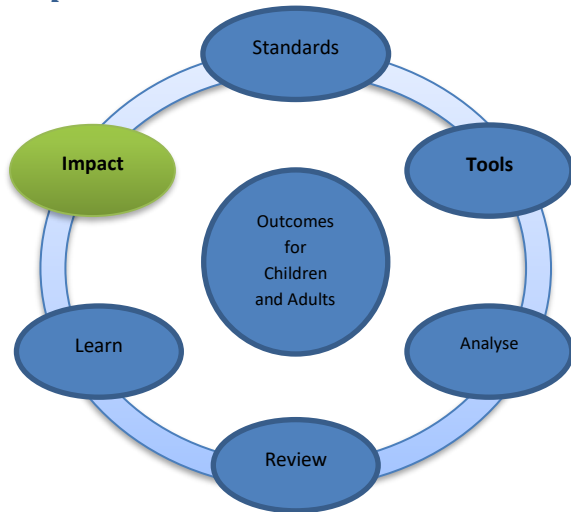 Standards
Impact
Tools
Outcomes
for
Children
and Adults
Learn
Analyse
Review